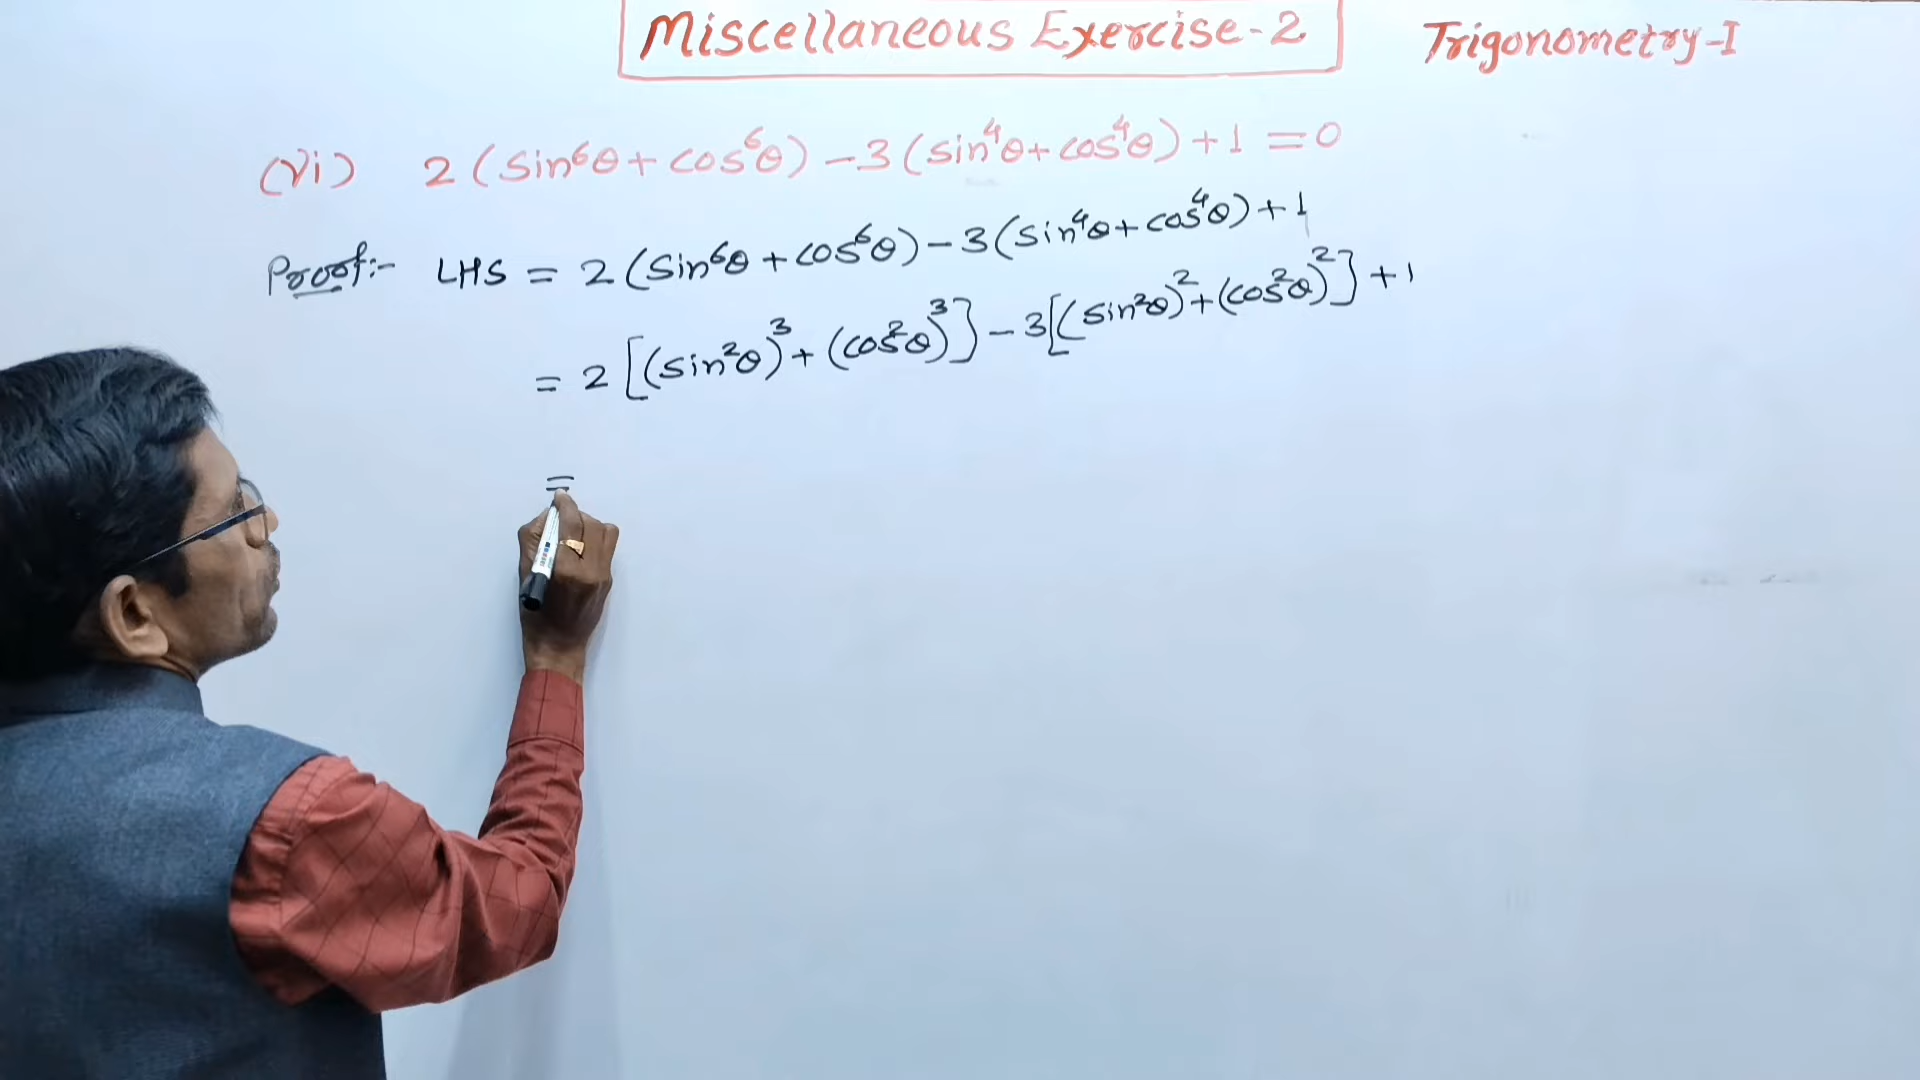 Miscellaneous Exercise-2
Trigonometry-I
(vi) 2(sin⁶θ+cos⁶θ)-3(sin⁴θ+cos⁴θ)+1=0
Proof:- LHS = 2(sin⁶θ+cos⁶θ)-3(sin⁴θ+cos⁴θ)+1
= 2[(sin²θ)³+(cos²θ)³]-3[(sin²θ)²+(cos²θ)²]+1
=